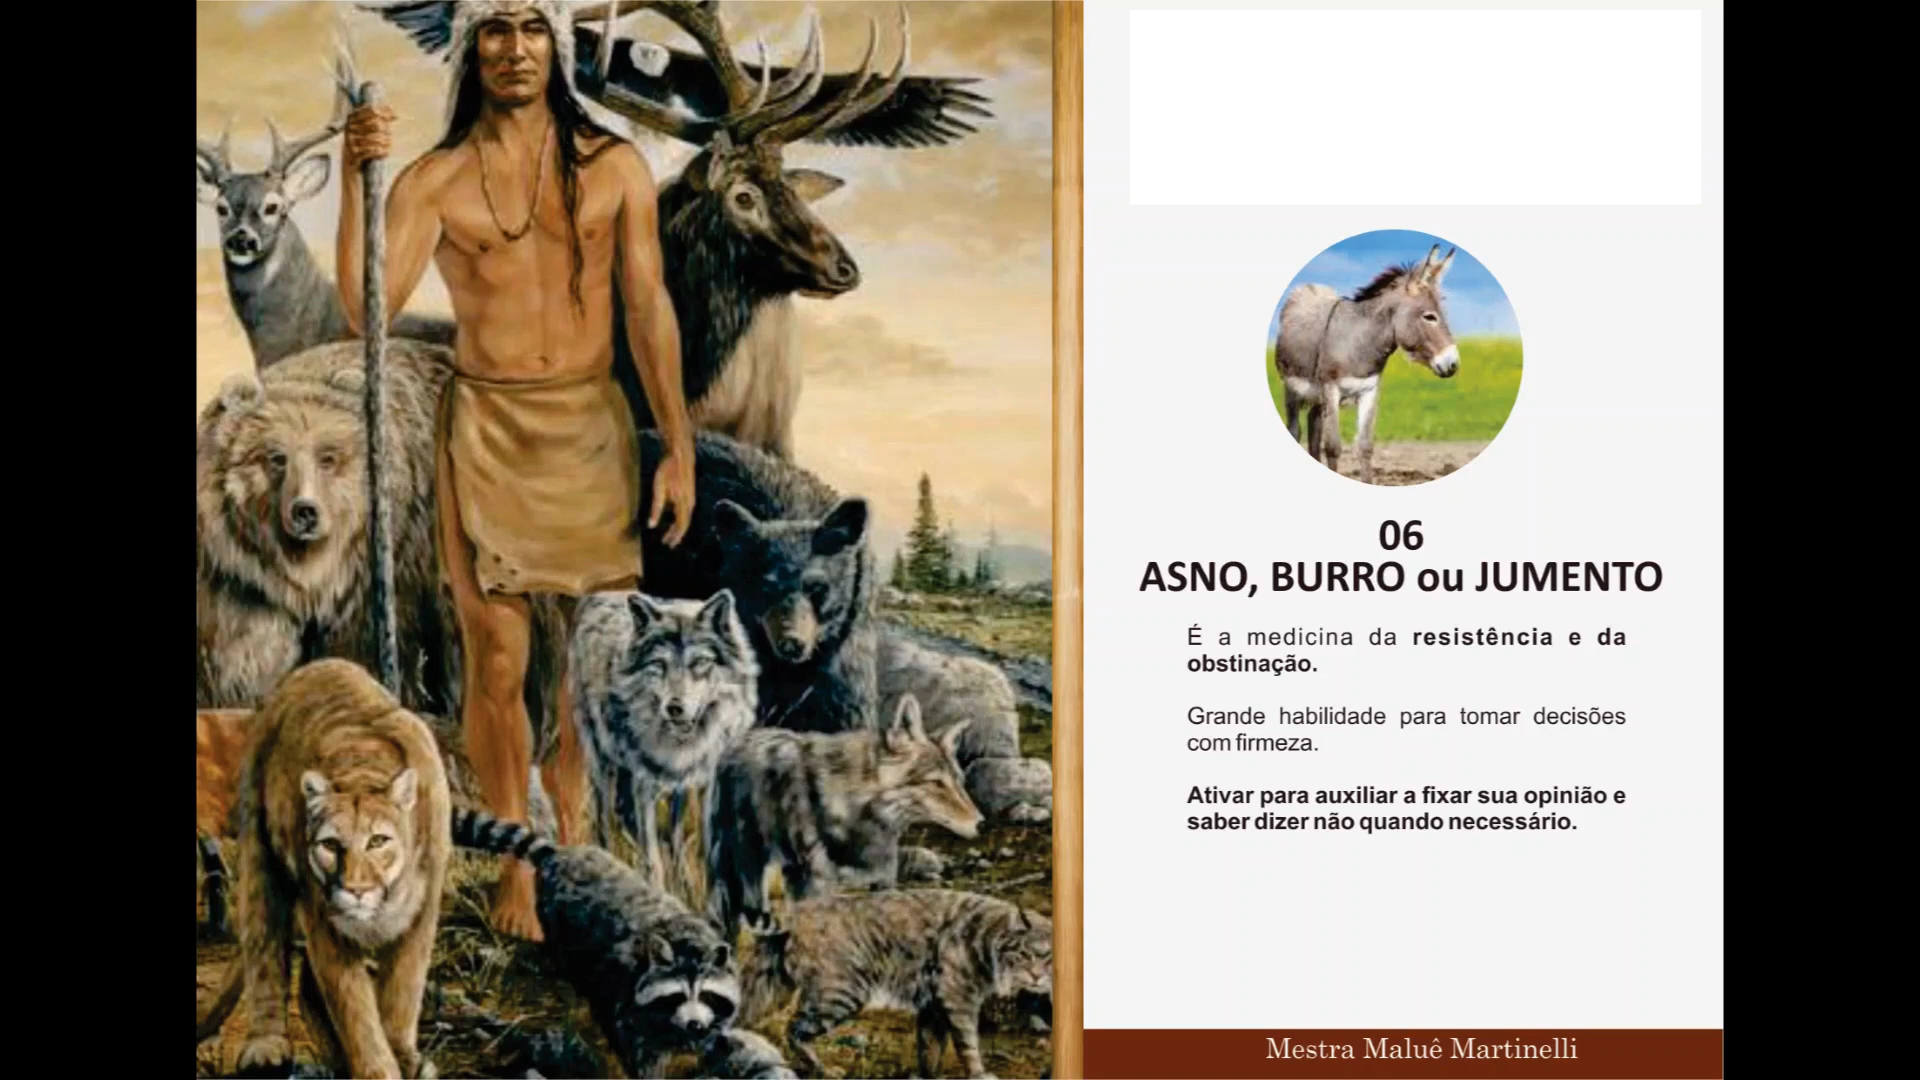 06
ASNO, BURRO ou JUMENTO
É a medicina da resistência e da
obstinação.
Grande habilidade para tomar decisões
com firmeza.
Ativar para auxiliar a fixar sua opinião e
saber dizer não quando necessário.
Mestra Maluê Martinelli